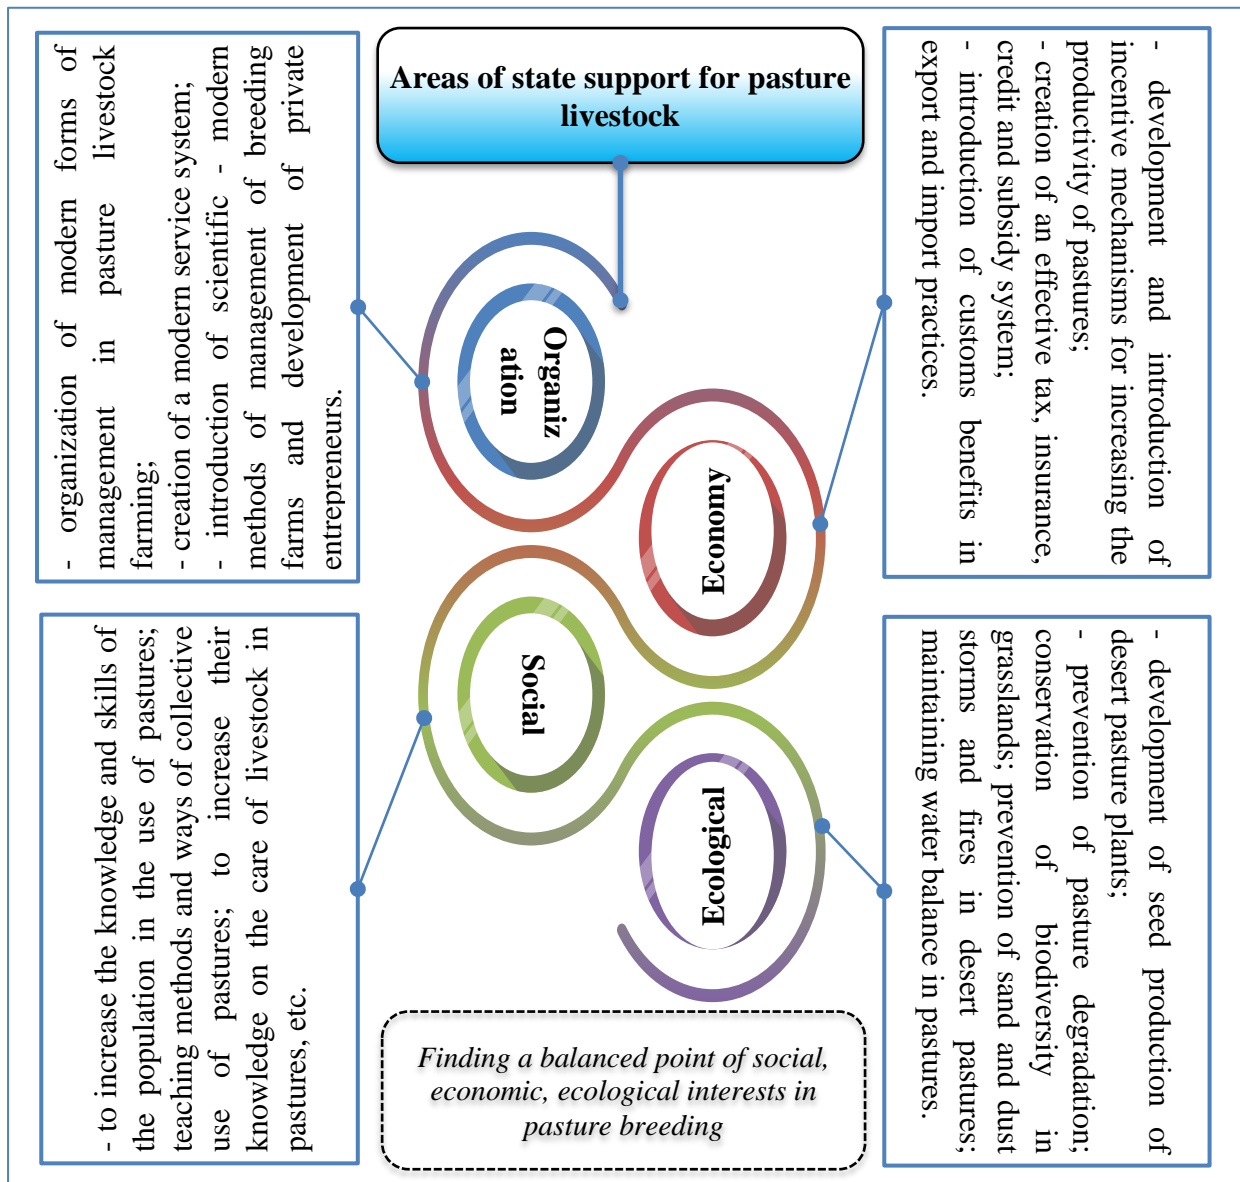 Areas of state support for pasture
livestock
- organization of modern forms of
management in pasture livestock
farming;
- creation of a modern service system;
- introduction of scientific - modern
methods of management of breeding
farms and development of private
entrepreneurs.
- development and introduction of
incentive mechanisms for increasing the
productivity of pastures;
- creation of an effective tax, insurance,
credit and subsidy system;
- introduction of customs benefits in
export and import practices.
Organiz
ation
Economy
Social
Ecological
- to increase the knowledge and skills of
the population in the use of pastures;
teaching methods and ways of collective
use of pastures; to increase their
knowledge on the care of livestock in
pastures, etc.
- development of seed production of
desert pasture plants;
- prevention of pasture degradation;
conservation of biodiversity in
grasslands; prevention of sand and dust
storms and fires in desert pastures;
maintaining water balance in pastures.
Finding a balanced point of social,
economic, ecological interests in
pasture breeding